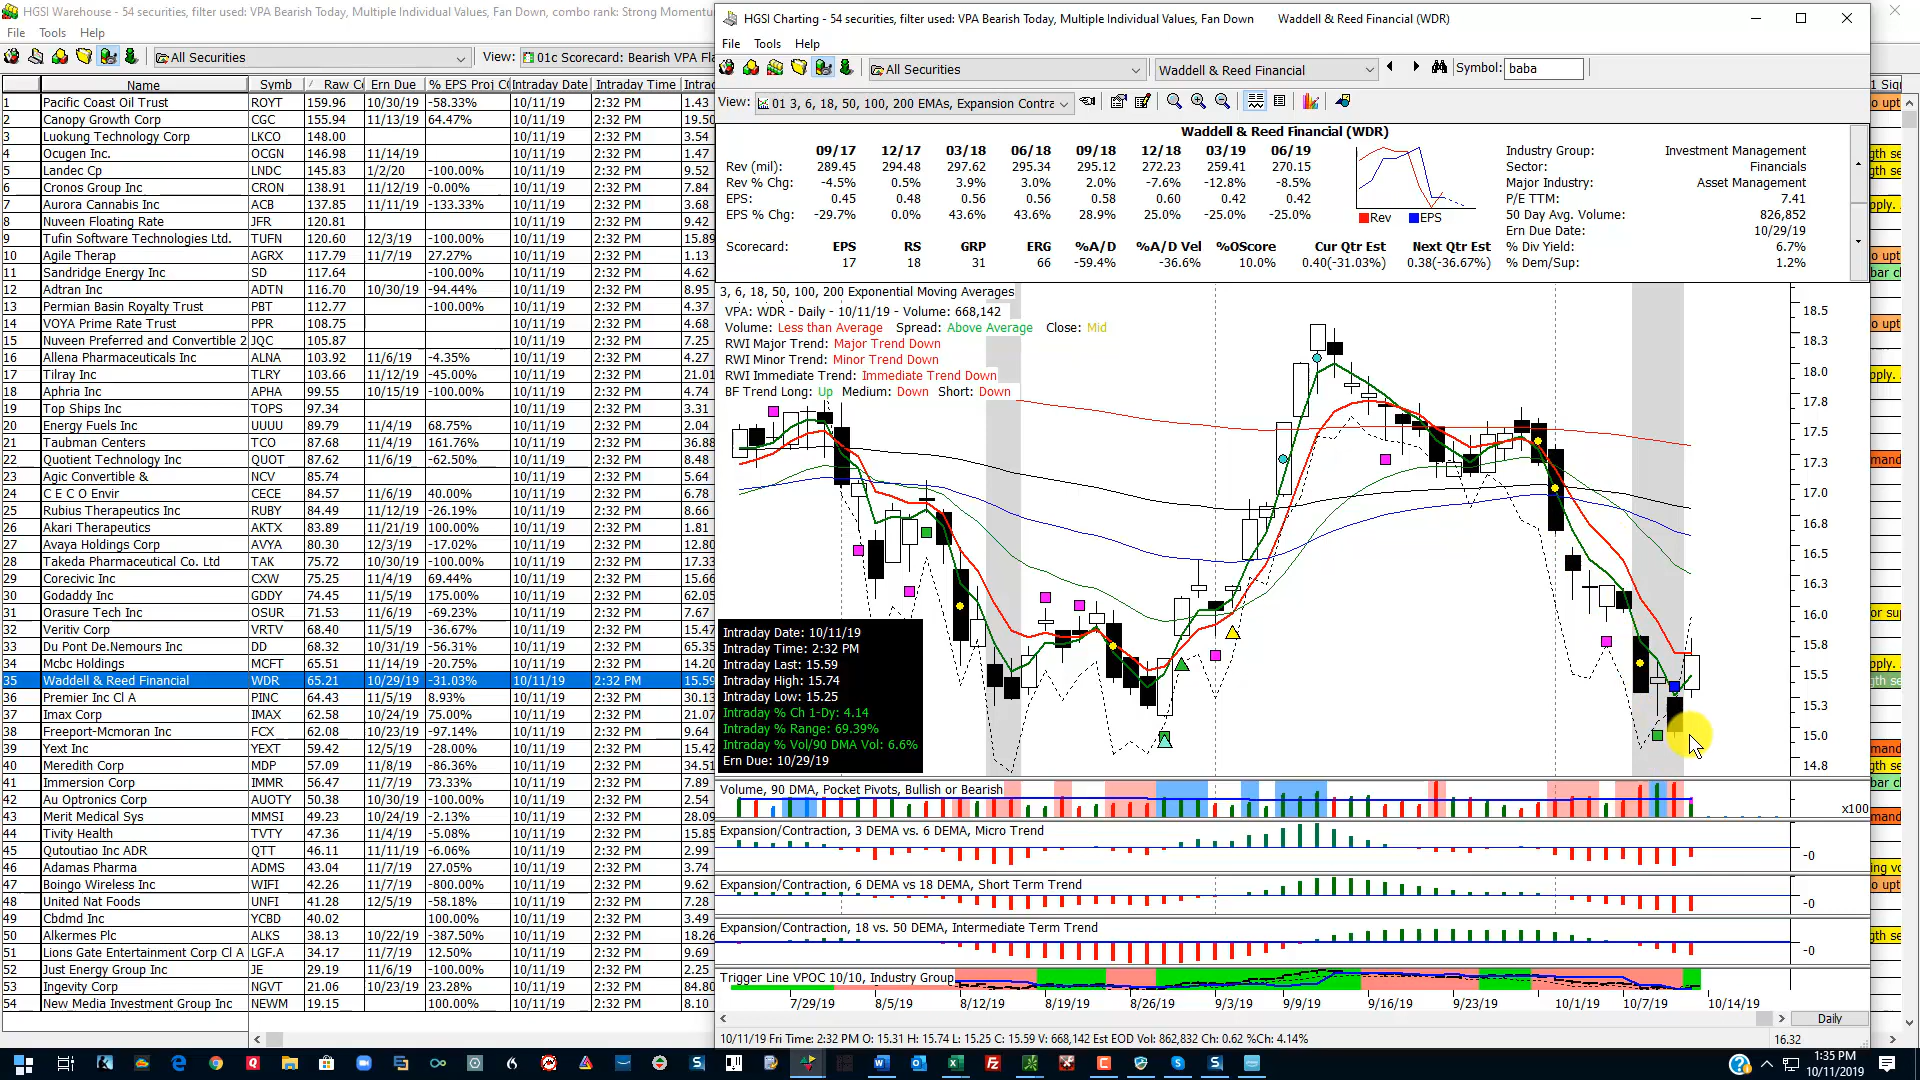 HGSI Warehouse - 54 securities, filter used: VPA Bearish Today, Multiple Individual Values, Fan Down, combo rank: Strong Momentu
File Tools Help
All Securities View: 01c Scorecard: Bearish VPA Fla
Name Symb Raw Co Ern Due % EPS Proj CQ Intraday Date Intraday Time Intrac
1 Pacific Coast Oil Trust ROYT 159.96 10/30/19 -58.33% 10/11/19 2:32 PM 1.43
2 Canopy Growth Corp CGC 155.94 11/13/19 64.47% 10/11/19 2:32 PM 19.50
3 Luokung Technology Corp LKCO 148.00 10/11/19 2:32 PM 3.54
4 Ocugen Inc. OCGN 146.98 11/14/19 10/11/19 2:32 PM 1.47
5 Landec Cp LNDC 145.83 1/2/20 -100.00% 10/11/19 2:32 PM 9.52
6 Cronos Group Inc CRON 138.91 11/12/19 -0.00% 10/11/19 2:32 PM 7.84
7 Aurora Cannabis Inc ACB 137.85 11/11/19 -133.33% 10/11/19 2:32 PM 3.68
8 Nuveen Floating Rate JFR 120.81 10/11/19 2:32 PM 9.42
9 Tufin Software Technologies Ltd. TUFN 120.60 12/3/19 -100.00% 10/11/19 2:32 PM 15.89
10 Agile Therap AGRX 117.79 11/7/19 27.27% 10/11/19 2:32 PM 1.13
11 Sandridge Energy Inc SD 117.64 -100.00% 10/11/19 2:32 PM 4.62
12 Adtran Inc ADTN 116.70 10/30/19 -94.44% 10/11/19 2:32 PM 8.95
13 Permian Basin Royalty Trust PBT 112.77 -100.00% 10/11/19 2:32 PM 4.37
14 VOYA Prime Rate Trust PPR 108.75 10/11/19 2:32 PM 4.68
15 Nuveen Preferred and Convertible 2 JQC 105.87 10/11/19 2:32 PM 7.25
16 Allena Pharmaceuticals Inc ALNA 103.92 11/6/19 -4.35% 10/11/19 2:32 PM 4.27
17 Tilray Inc TLRY 103.66 11/12/19 -45.00% 10/11/19 2:32 PM 21.01
18 Aphria Inc APHA 99.55 10/15/19 -100.00% 10/11/19 2:32 PM 4.74
19 Top Ships Inc TOPS 97.34 10/11/19 2:32 PM 3.31
20 Energy Fuels Inc UUUU 89.79 11/4/19 68.75% 10/11/19 2:32 PM 2.04
21 Taubman Centers TCO 87.68 11/4/19 161.76% 10/11/19 2:32 PM 36.88
22 Quotient Technology Inc QUOT 87.62 11/6/19 -62.50% 10/11/19 2:32 PM 8.48
23 Agic Convertible & NCV 85.74 10/11/19 2:32 PM 5.64
24 C E C O Envir CECE 84.57 11/6/19 40.00% 10/11/19 2:32 PM 6.78
25 Rubius Therapeutics Inc RUBY 84.49 11/12/19 -26.19% 10/11/19 2:32 PM 8.66
26 Akari Therapeutics AKTX 83.89 11/21/19 100.00% 10/11/19 2:32 PM 1.81
27 Avaya Holdings Corp AVYA 80.30 12/3/19 -17.02% 10/11/19 2:32 PM 12.80
28 Takeda Pharmaceutical Co. Ltd TAK 75.72 10/30/19 -100.00% 10/11/19 2:32 PM 17.33
29 Corecivic Inc CXW 75.25 11/4/19 69.44% 10/11/19 2:32 PM 15.66
30 Godaddy Inc GDDY 74.45 11/5/19 175.00% 10/11/19 2:32 PM 62.05
31 Orasure Tech Inc OSUR 71.53 11/6/19 -69.23% 10/11/19 2:32 PM 7.67
32 Veritiv Corp VRTV 68.40 11/5/19 -36.67% 10/11/19 2:32 PM 15.47
33 Du Pont De.Nemours Inc DD 68.32 10/31/19 -56.31% 10/11/19 2:32 PM 65.35
34 Mcbc Holdings MCFT 65.51 11/14/19 -20.75% 10/11/19 2:32 PM 14.20
35 Waddell & Reed Financial WDR 65.21 10/29/19 -31.03% 10/11/19 2:32 PM 15.59
36 Premier Inc Cl A PINC 64.43 11/5/19 8.93% 10/11/19 2:32 PM 30.13
37 Imax Corp IMAX 62.58 10/24/19 75.00% 10/11/19 2:32 PM 21.07
38 Freeport-Mcmoran Inc FCX 62.08 10/23/19 -97.14% 10/11/19 2:32 PM 9.64
39 Yext Inc YEXT 59.42 12/5/19 -28.00% 10/11/19 2:32 PM 15.42
40 Meredith Corp MDP 57.09 11/8/19 -86.36% 10/11/19 2:32 PM 34.51
41 Immersion Corp IMMR 56.47 11/7/19 73.33% 10/11/19 2:32 PM 7.23
42 Au Optronics Corp AUOTY 50.38 10/30/19 -100.00% 10/11/19 2:32 PM 2.54
43 Merit Medical Sys MMSI 49.23 10/24/19 -2.13% 10/11/19 2:32 PM 28.09
44 Tivity Health TVTY 47.36 11/4/19 -5.08% 10/11/19 2:32 PM 15.85
45 Qutoutiao Inc ADR QTT 46.11 11/11/19 -6.06% 10/11/19 2:32 PM 2.99
46 Adamas Pharma ADMS 43.04 11/7/19 27.05% 10/11/19 2:32 PM 3.74
47 Boingo Wireless Inc WIFI 42.26 11/7/19 -800.00% 10/11/19 2:32 PM 9.62
48 United Nat Foods UNFI 41.28 12/5/19 -58.18% 10/11/19 2:32 PM 7.28
49 Cbdmd Inc YCBD 40.02 100.00% 10/11/19 2:32 PM 3.49
50 Alkermes Plc ALKS 38.13 10/22/19 -387.50% 10/11/19 2:32 PM 18.26
51 Lions Gate Entertainment Corp Cl A LGF.A 34.17 11/7/19 12.50% 10/11/19 2:32 PM 9.69
52 Just Energy Group Inc JE 29.19 11/6/19 -100.00% 10/11/19 2:32 PM 2.25
53 Ingevity Corp NGVT 21.06 10/23/19 23.28% 10/11/19 2:32 PM 84.80
54 New Media Investment Group Inc NEWM 19.15 100.00% 10/11/19 2:32 PM 8.10
HGSI Charting - 54 securities, filter used: VPA Bearish Today, Multiple Individual Values, Fan Down Waddell & Reed Financial (WDR)
File Tools Help
All Securities Waddell & Reed Financial Symbol: baba
View: 01 3, 6, 18, 50, 100, 200 EMAs, Expansion Contra
Waddell & Reed Financial (WDR)
09/17 12/17 03/18 06/18 09/18 12/18 03/19 06/19
Rev (mil): 289.45 294.48 297.62 295.34 295.12 272.23 259.41 270.15
Rev % Chg: -4.5% 0.5% 3.9% 3.0% 2.0% -7.6% -12.8% -8.5%
EPS: 0.45 0.48 0.56 0.56 0.58 0.60 0.42 0.42
EPS % Chg: -29.7% 0.0% 43.6% 43.6% 28.9% 25.0% -25.0% -25.0%
Rev EPS
Scorecard: EPS RS GRP ERG %A/D %A/D Vel %OScore Cur Qtr Est Next Qtr Est
17 18 31 66 -59.4% -36.6% 10.0% 0.40(-31.03%) 0.38(-36.67%)
Industry Group: Investment Management
Sector: Financials
Major Industry: Asset Management
P/E TTM: 7.41
50 Day Avg. Volume: 826,852
Ern Due Date: 10/29/19
% Div Yield: 6.7%
% Dem/Sup: 1.2%
3, 6, 18, 50, 100, 200 Exponential Moving Averages
VPA: WDR - Daily - 10/11/19 - Volume: 668,142
Volume: Less than Average Spread: Above Average Close: Mid
RWI Major Trend: Major Trend Down
RWI Minor Trend: Minor Trend Down
RWI Immediate Trend: Immediate Trend Down
BF Trend Long: Up Medium: Down Short: Down
18.5
18.3
18.0
17.8
17.5
17.3
17.0
16.8
16.5
16.3
16.0
15.8
15.5
15.3
15.0
14.8
Intraday Date: 10/11/19
Intraday Time: 2:32 PM
Intraday Last: 15.59
Intraday High: 15.74
Intraday Low: 15.25
Intraday % Ch 1-Dy: 4.14
Intraday % Range: 69.39%
Intraday % Vol/90 DMA Vol: 6.6%
Ern Due: 10/29/19
Volume, 90 DMA, Pocket Pivots, Bullish or Bearish
x100
Expansion/Contraction, 3 DEMA vs. 6 DEMA, Micro Trend
-0
Expansion/Contraction, 6 DEMA vs 18 DEMA, Short Term Trend
-0
Expansion/Contraction, 18 vs. 50 DEMA, Intermediate Term Trend
-0
Trigger Line VPOC 10/10, Industry Group
7/29/19 8/5/19 8/12/19 8/19/19 8/26/19 9/3/19 9/9/19 9/16/19 9/23/19 10/1/19 10/7/19 10/14/19
Daily
10/11/19 Fri Time: 2:32 PM O: 15.31 H: 15.74 L: 15.25 C: 15.59 V: 668,142 Est EOD Vol: 862,832 Ch: 0.62 %Ch: 4.14%
16.32
1:35 PM
10/11/2019